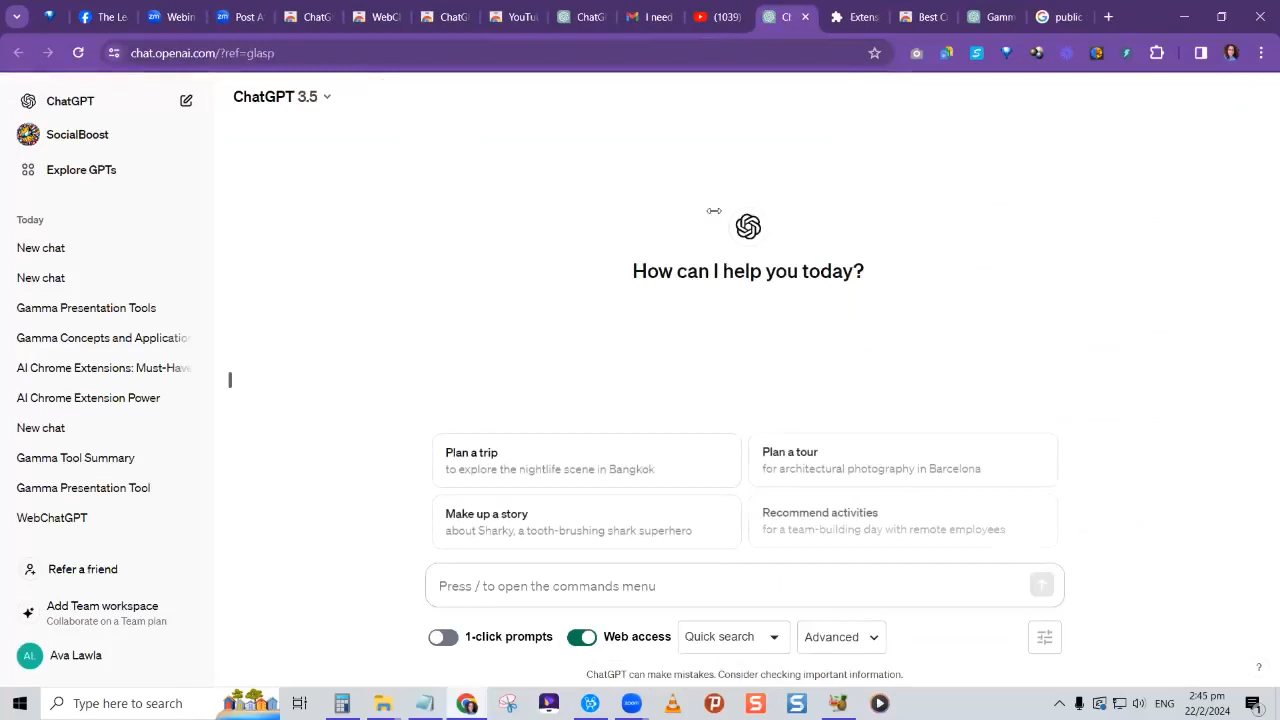 The Le
Webin
Post A
ChatG
WebC
ChatG
YouTu
ChatG
I need
(1039)
Cl
Extens
Best C
Gamm
public
chat.openai.com/?ref=glasp
ChatGPT
SocialBoost
Explore GPTs
Today
New chat
New chat
Gamma Presentation Tools
Gamma Concepts and Applicatio
AI Chrome Extensions: Must-Have
AI Chrome Extension Power
New chat
Gamma Tool Summary
Gamma Presentation Tool
WebChatGPT
Refer a friend
Add Team workspace
Collaborate on a Team plan
AL
Ava Lawla
ChatGPT 3.5
How can I help you today?
Plan a trip
to explore the nightlife scene in Bangkok
Plan a tour
for architectural photography in Barcelona
Make up a story
about Sharky, a tooth-brushing shark superhero
Recommend activities
for a team-building day with remote employees
Press / to open the commands menu
1-click prompts
Web access
Quick search
Advanced
ChatGPT can make mistakes. Consider checking important information.
?
Type here to search
ENG
2:45 pm
22/2/2024